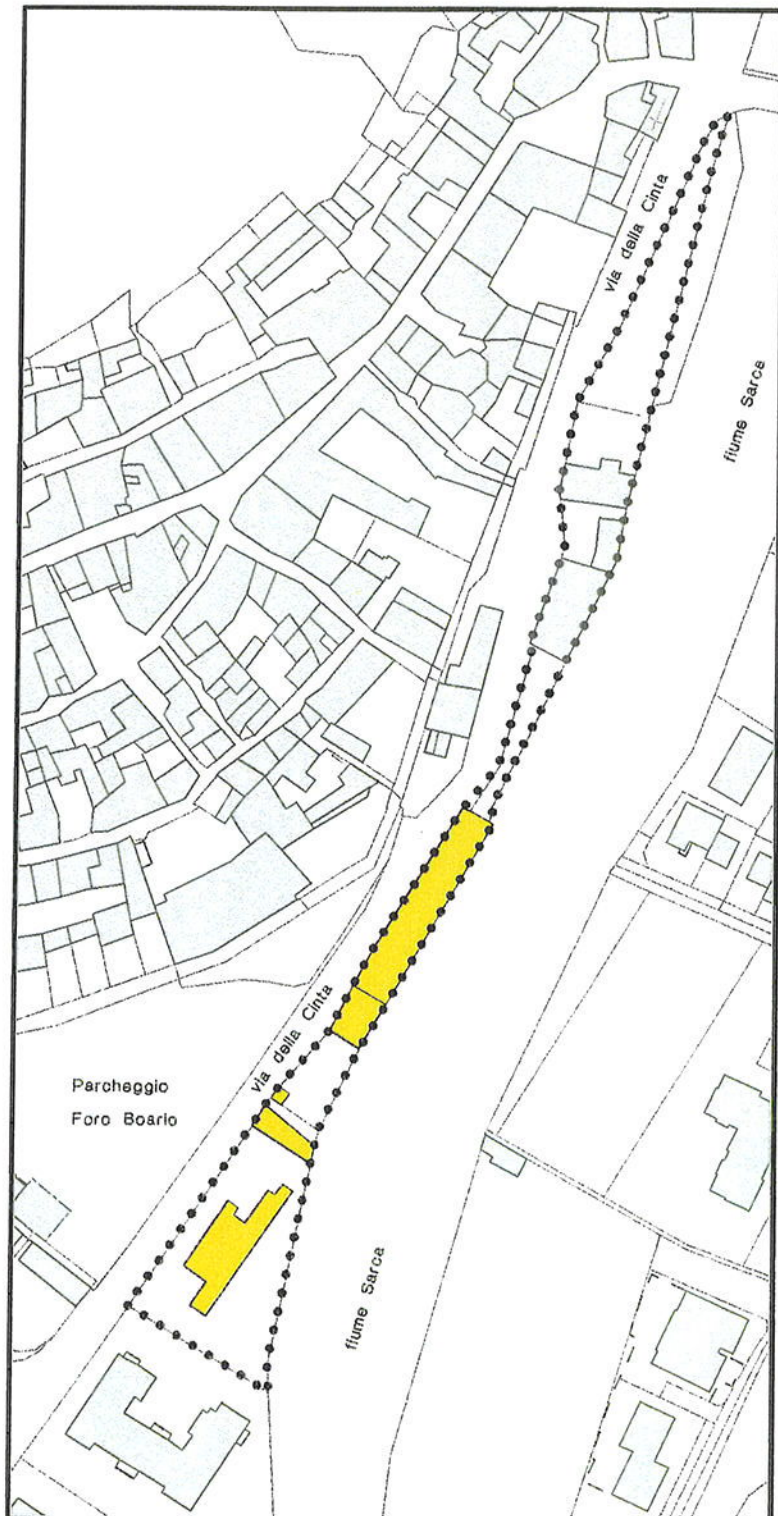 via della Cinta
fiume Sarca
via della Cinta
Parcheggio
Foro Boario
fiume Sarca